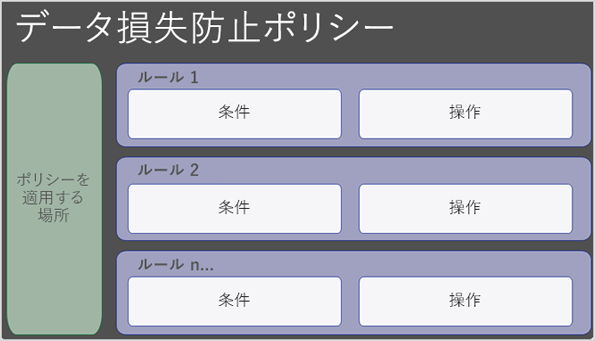 データ損失防止ポリシー
ポリシーを
適用する
場所
ルール 1
条件
操作
ルール 2
条件
操作
ルール n...
条件
操作